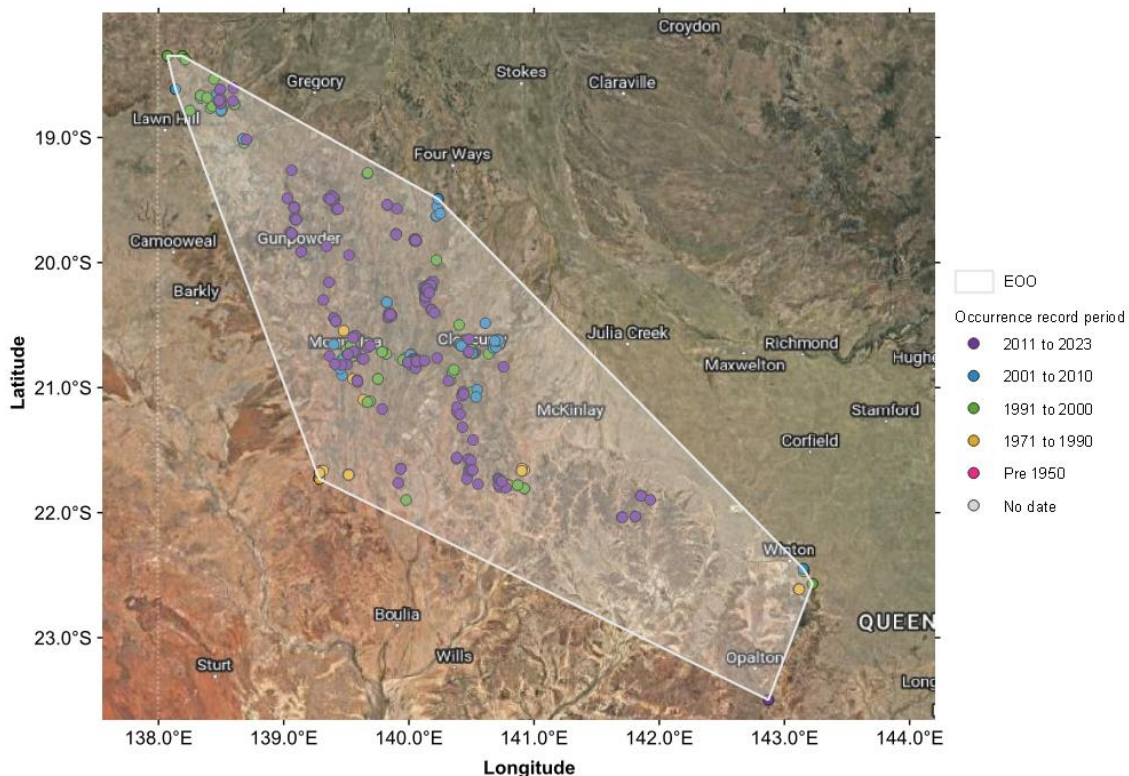 Croydon
Stokes
Gregory
Claraville
19.0°S
Lawn Hill
Four Ways
Camooweal
Gunpowder
20.0°S
Barkly
EOO
Occurrence record period
Julia Creek
Richmond
2011 to 2023
Maxwelton
2001 to 2010
21.0°S
Latitude
McKinlay
Stamford
1991 to 2000
Corfield
1971 to 1990
Pre 1950
22.0°S
No date
Winton
Boulia
QUEEN
23.0°S
Wills
Opalton
Sturt
Long
138.0°E 139.0°E 140.0°E 141.0°E 142.0°E 143.0°E 144.0°E
Longitude